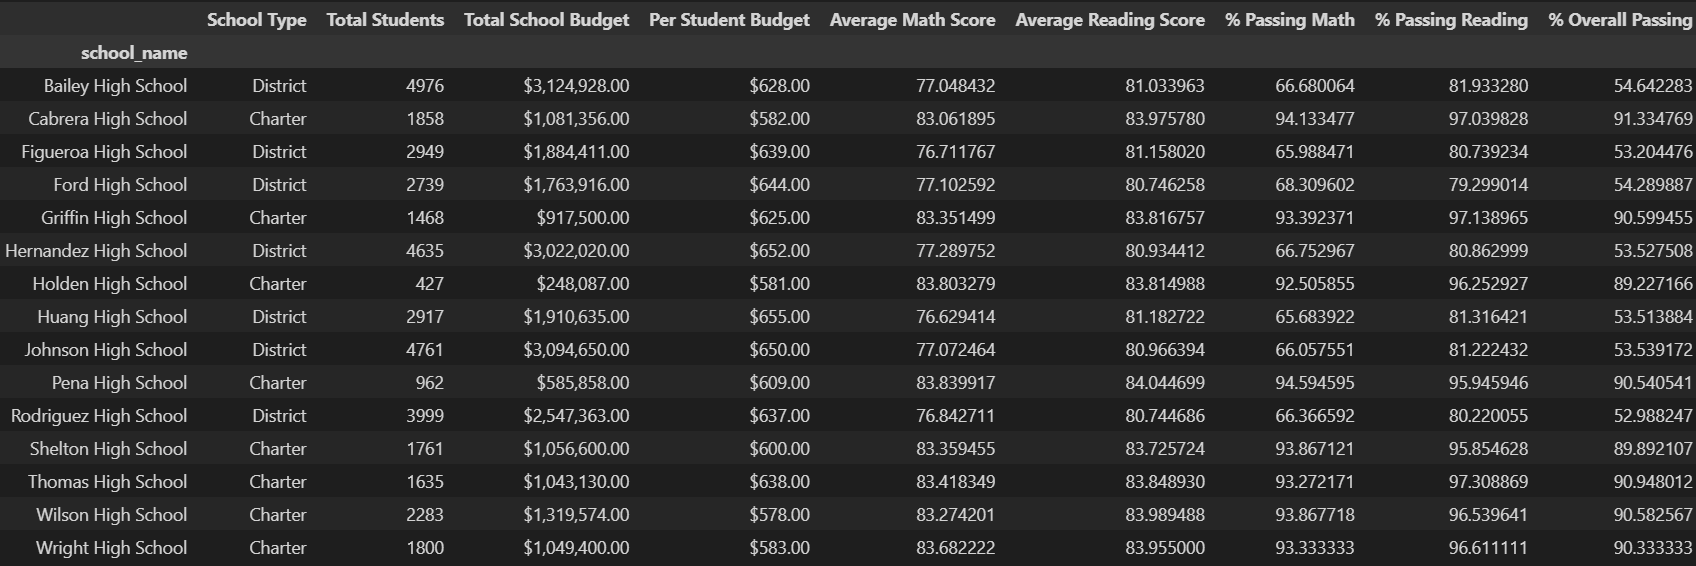 School Type Total Students Total School Budget Per Student Budget Average Math Score Average Reading Score % Passing Math % Passing Reading % Overall Passing
school_name
Bailey High School District 4976 $3,124,928.00 $628.00 77.048432 81.033963 66.680064 81.933280 54.642283
Cabrera High School Charter 1858 $1,081,356.00 $582.00 83.061895 83.975780 94.133477 97.039828 91.334769
Figueroa High School District 2949 $1,884,411.00 $639.00 76.711767 81.158020 65.988471 80.739234 53.204476
Ford High School District 2739 $1,763,916.00 $644.00 77.102592 80.746258 68.309602 79.299014 54.289887
Griffin High School Charter 1468 $917,500.00 $625.00 83.351499 83.816757 93.392371 97.138965 90.599455
Hernandez High School District 4635 $3,022,020.00 $652.00 77.289752 80.934412 66.752967 80.862999 53.527508
Holden High School Charter 427 $248,087.00 $581.00 83.803279 83.814988 92.505855 96.252927 89.227166
Huang High School District 2917 $1,910,635.00 $655.00 76.629414 81.182722 65.683922 81.316421 53.513884
Johnson High School District 4761 $3,094,650.00 $650.00 77.072464 80.966394 66.057551 81.222432 53.539172
Pena High School Charter 962 $585,858.00 $609.00 83.839917 84.044699 94.594595 95.945946 90.540541
Rodriguez High School District 3999 $2,547,363.00 $637.00 76.842711 80.744686 66.366592 80.220055 52.988247
Shelton High School Charter 1761 $1,056,600.00 $600.00 83.359455 83.725724 93.867121 95.854628 89.892107
Thomas High School Charter 1635 $1,043,130.00 $638.00 83.418349 83.848930 93.272171 97.308869 90.948012
Wilson High School Charter 2283 $1,319,574.00 $578.00 83.274201 83.989488 93.867718 96.539641 90.582567
Wright High School Charter 1800 $1,049,400.00 $583.00 83.682222 83.955000 93.333333 96.611111 90.333333